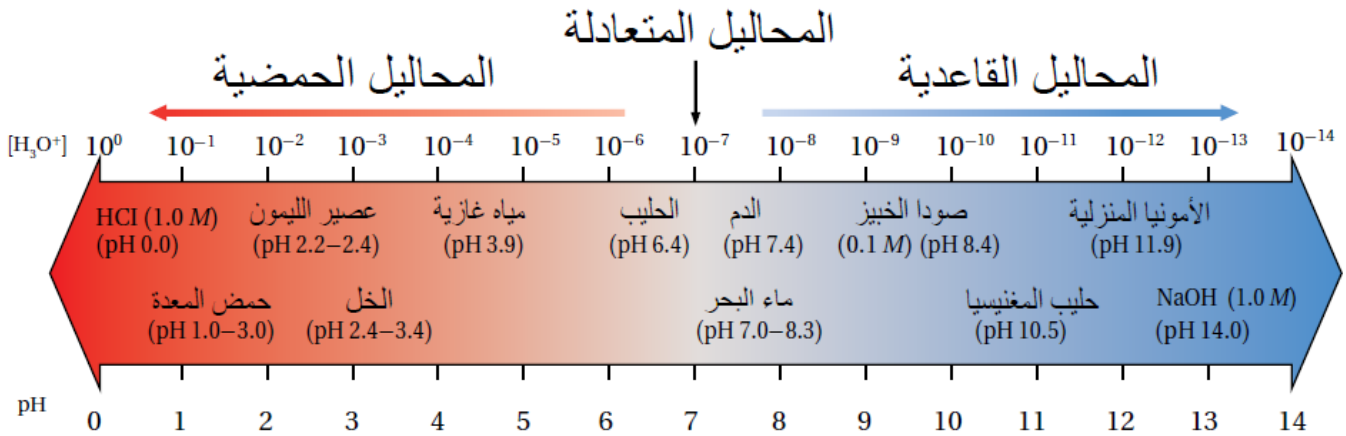 المحاليل المتعادلة
المحاليل الحمضية
المحاليل القاعدية
[H₃O⁺] 10⁰ 10⁻¹ 10⁻² 10⁻³ 10⁻⁴ 10⁻⁵ 10⁻⁶ 10⁻⁷ 10⁻⁸ 10⁻⁹ 10⁻¹⁰ 10⁻¹¹ 10⁻¹² 10⁻¹³ 10⁻¹⁴
HCl (1.0 M)
(pH 0.0)
عصير الليمون
(pH 2.2–2.4)
مياه غازية
(pH 3.9)
الحليب
(pH 6.4)
الدم
(pH 7.4)
صودا الخبيز
(0.1 M) (pH 8.4)
الأمونيا المنزلية
(pH 11.9)
حمض المعدة
(pH 1.0–3.0)
الخل
(pH 2.4–3.4)
ماء البحر
(pH 7.0–8.3)
حليب المغنيسيا
(pH 10.5)
NaOH (1.0 M)
(pH 14.0)
pH 0 1 2 3 4 5 6 7 8 9 10 11 12 13 14